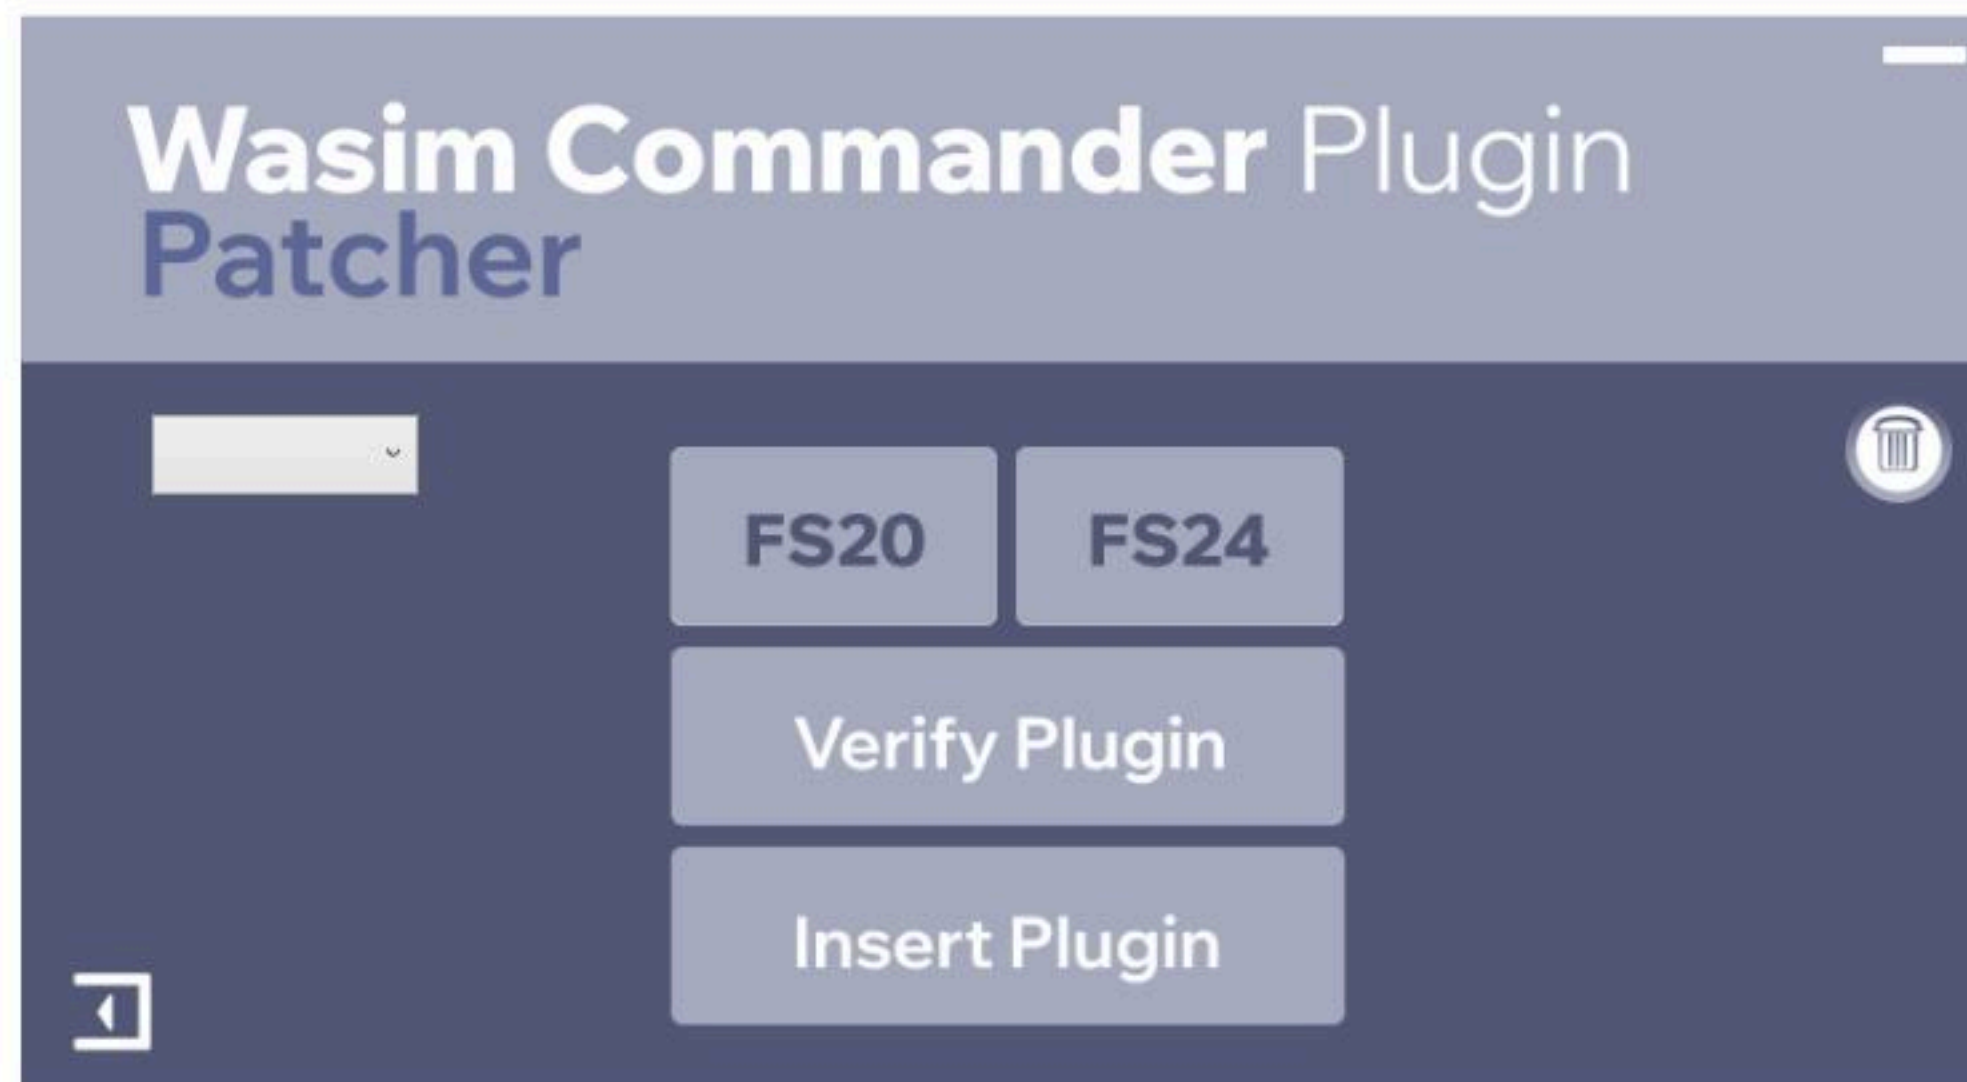 Wasim Commander Plugin
Patcher
FS20 FS24
Verify Plugin
Insert Plugin